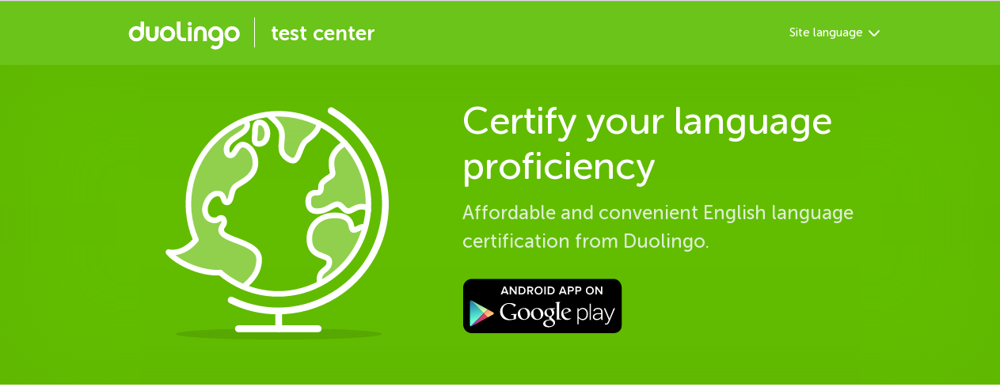 duolingo test center
Site language
Certify your language
proficiency
Affordable and convenient English language
certification from Duolingo.
ANDROID APP ON
Google play